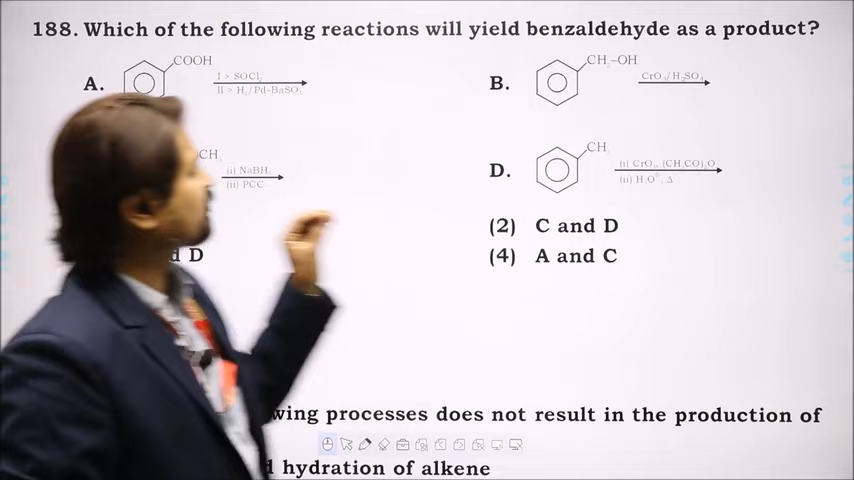 188. Which of the following reactions will yield benzaldehyde as a product?
A. COOH I > SOCl₂ II > H₂/Pd-BaSO₄
B. CH₂-OH CrO₃/H₂SO₄
CH₃ (i) NaBH₄ (ii) PCC
D. CH₃ (i) CrO₃, (CH₃CO)₂O (ii) H₃O⊕, Δ
(2) C and D
d D
(4) A and C
wing processes does not result in the production of
d hydration of alkene